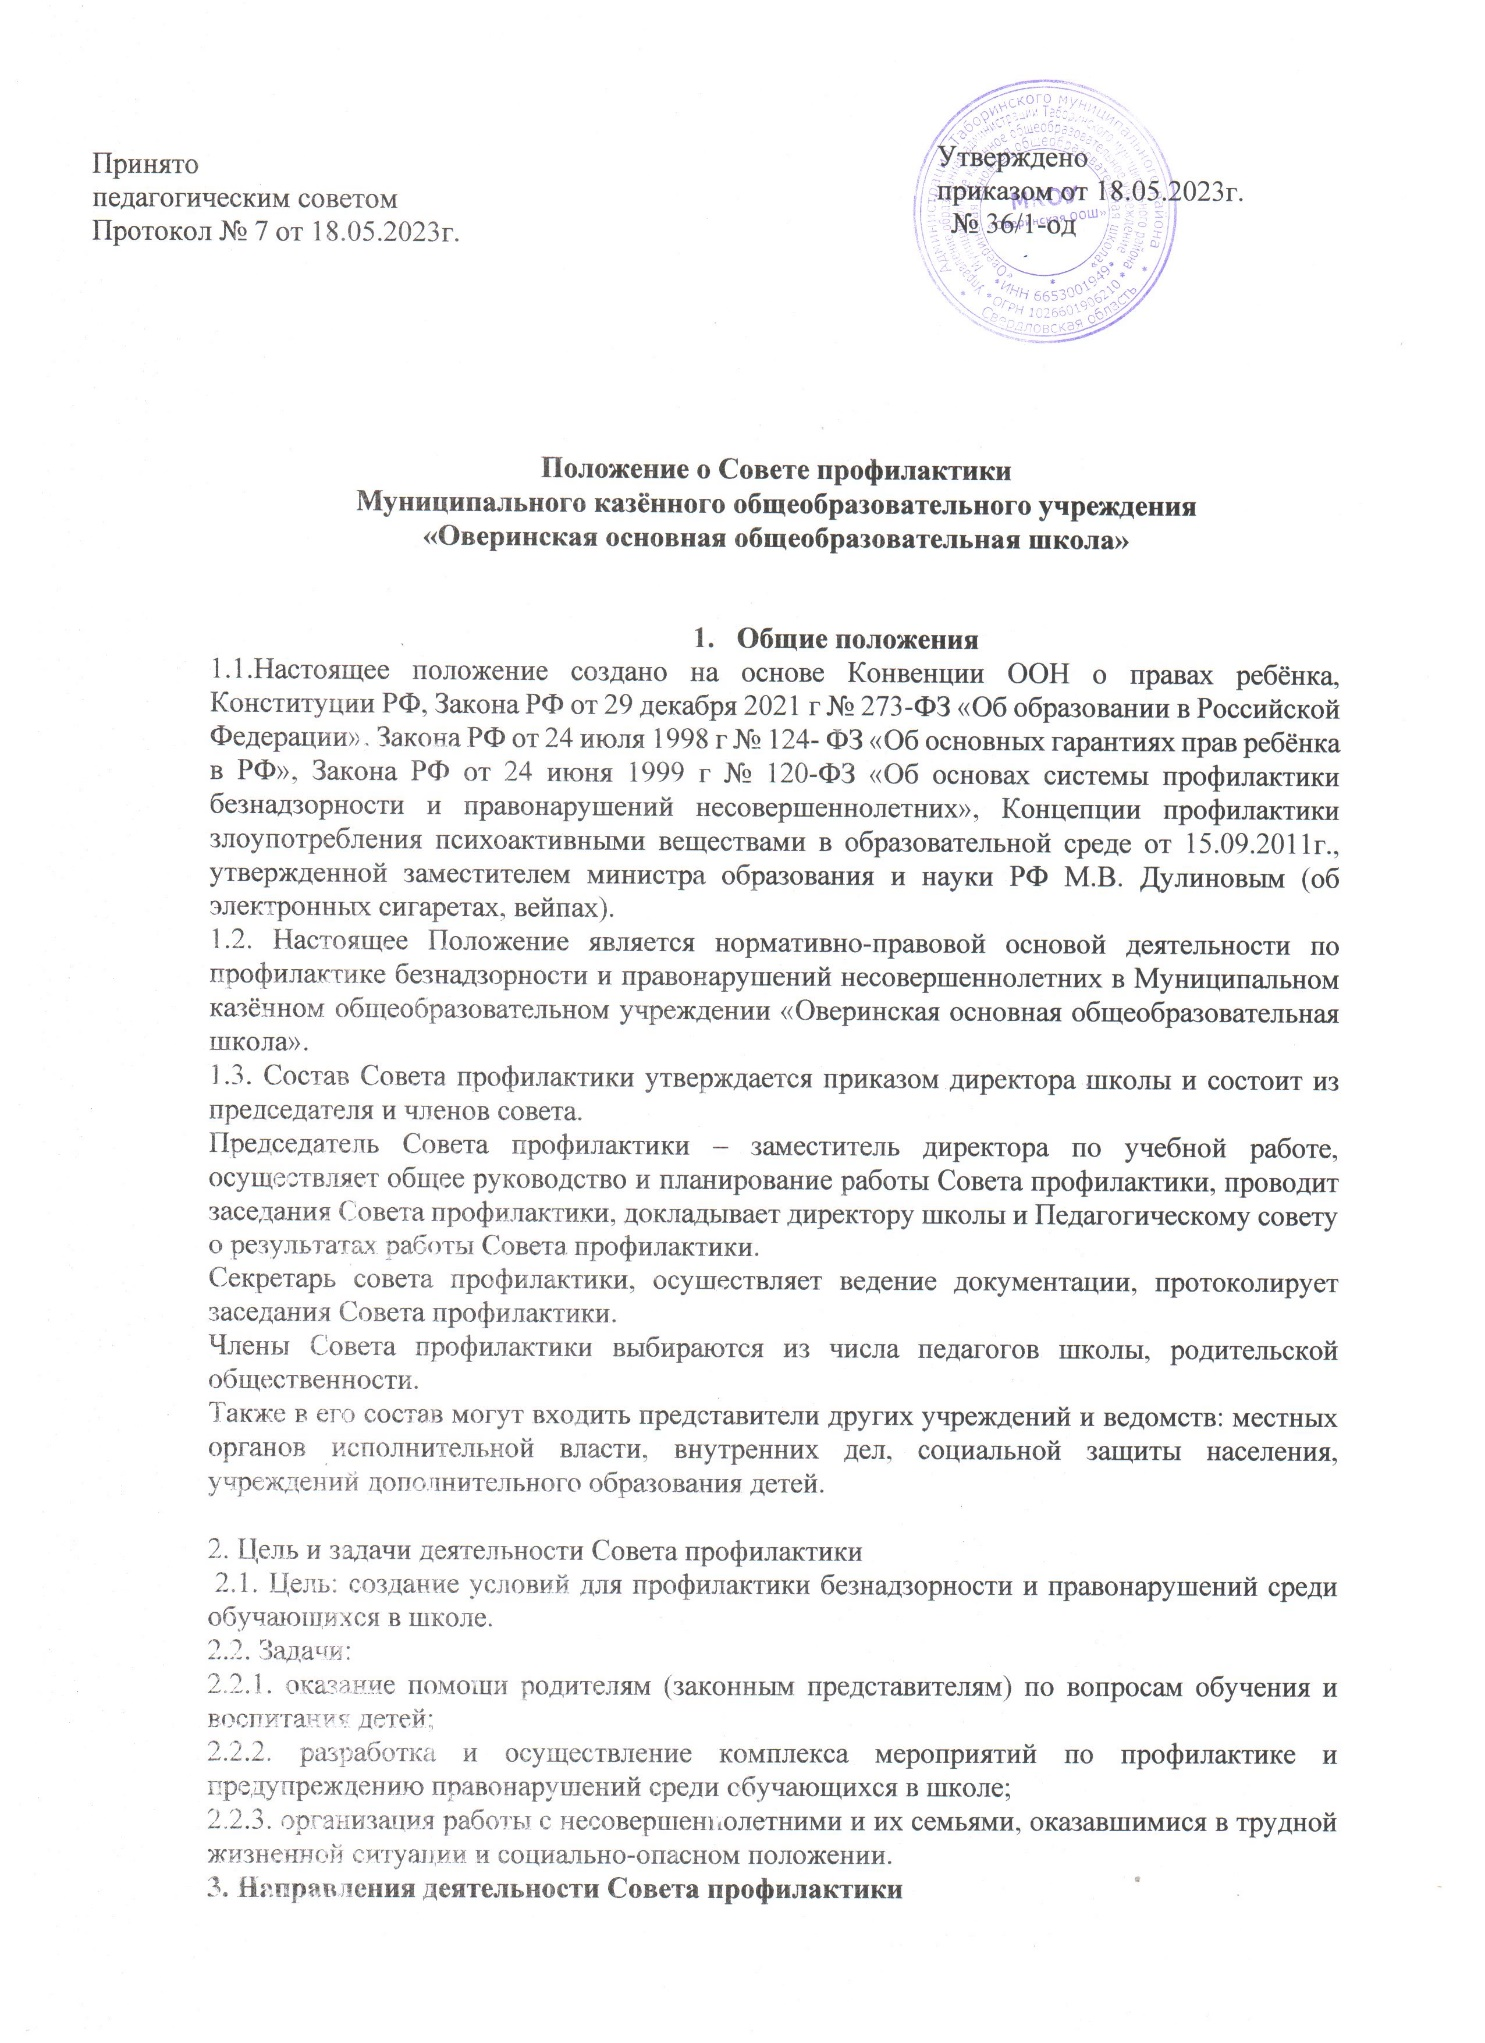 Принято
педагогическим советом
Протокол № 7 от 18.05.2023г.
Утверждено
приказом от 18.05.2023г.
№ 36/1-од
МКОУ
«Оверинская ООШ»
* ИНН 6653001949 *
* ОГРН 1026601906210 *
Свердловская область
Положение о Совете профилактики
Муниципального казённого общеобразовательного учреждения
«Оверинская основная общеобразовательная школа»
1. Общие положения
1.1.Настоящее положение создано на основе Конвенции ООН о правах ребёнка,
Конституции РФ, Закона РФ от 29 декабря 2021 г № 273-ФЗ «Об образовании в Российской
Федерации». Закона РФ от 24 июля 1998 г № 124- ФЗ «Об основных гарантиях прав ребёнка
в РФ», Закона РФ от 24 июня 1999 г № 120-ФЗ «Об основах системы профилактики
безнадзорности и правонарушений несовершеннолетних», Концепции профилактики
злоупотребления психоактивными веществами в образовательной среде от 15.09.2011г.,
утвержденной заместителем министра образования и науки РФ М.В. Дулиновым (об
электронных сигаретах, вейпах).
1.2. Настоящее Положение является нормативно-правовой основой деятельности по
профилактике безнадзорности и правонарушений несовершеннолетних в Муниципальном
казённом общеобразовательном учреждении «Оверинская основная общеобразовательная
школа».
1.3. Состав Совета профилактики утверждается приказом директора школы и состоит из
председателя и членов совета.
Председатель Совета профилактики – заместитель директора по учебной работе,
осуществляет общее руководство и планирование работы Совета профилактики, проводит
заседания Совета профилактики, докладывает директору школы и Педагогическому совету
о результатах работы Совета профилактики.
Секретарь совета профилактики, осуществляет ведение документации, протоколирует
заседания Совета профилактики.
Члены Совета профилактики выбираются из числа педагогов школы, родительской
общественности.
Также в его состав могут входить представители других учреждений и ведомств: местных
органов исполнительной власти, внутренних дел, социальной защиты населения,
учреждений дополнительного образования детей.
2. Цель и задачи деятельности Совета профилактики
2.1. Цель: создание условий для профилактики безнадзорности и правонарушений среди
обучающихся в школе.
2.2. Задачи:
2.2.1. оказание помощи родителям (законным представителям) по вопросам обучения и
воспитания детей;
2.2.2. разработка и осуществление комплекса мероприятий по профилактике и
предупреждению правонарушений среди обучающихся в школе;
2.2.3. организация работы с несовершеннолетними и их семьями, оказавшимися в трудной
жизненной ситуации и социально-опасном положении.
3. Направления деятельности Совета профилактики